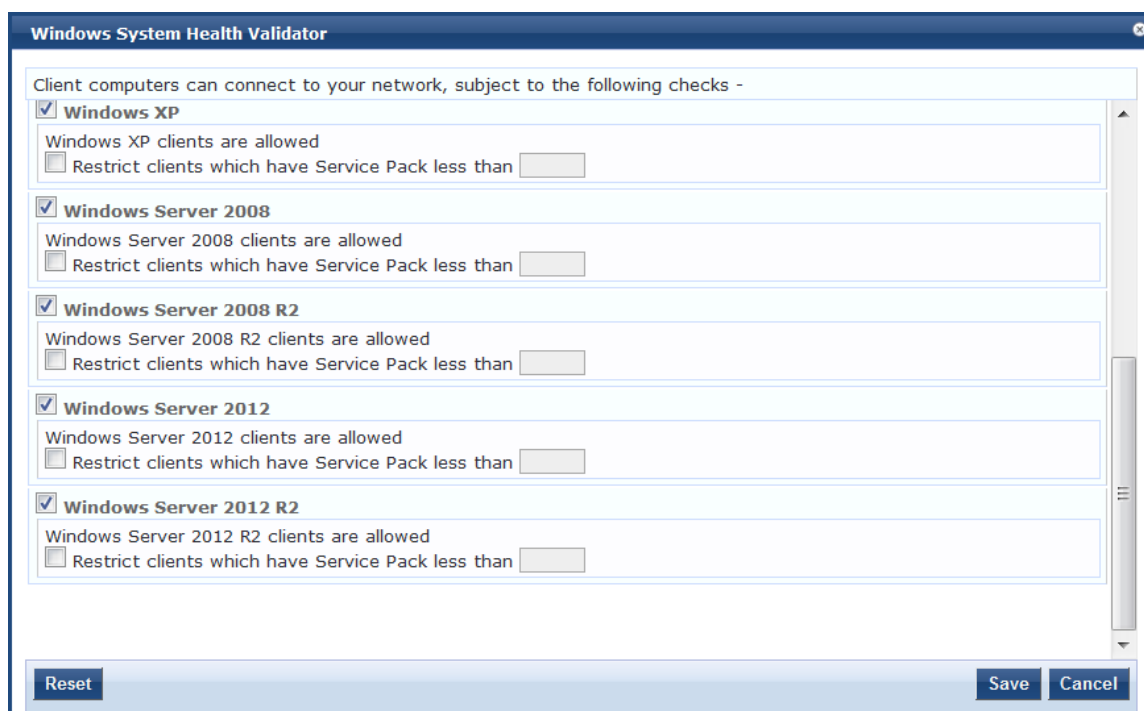 Windows System Health Validator
Client computers can connect to your network, subject to the following checks -
Windows XP
Windows XP clients are allowed
Restrict clients which have Service Pack less than
Windows Server 2008
Windows Server 2008 clients are allowed
Restrict clients which have Service Pack less than
Windows Server 2008 R2
Windows Server 2008 R2 clients are allowed
Restrict clients which have Service Pack less than
Windows Server 2012
Windows Server 2012 clients are allowed
Restrict clients which have Service Pack less than
Windows Server 2012 R2
Windows Server 2012 R2 clients are allowed
Restrict clients which have Service Pack less than
Reset Save Cancel